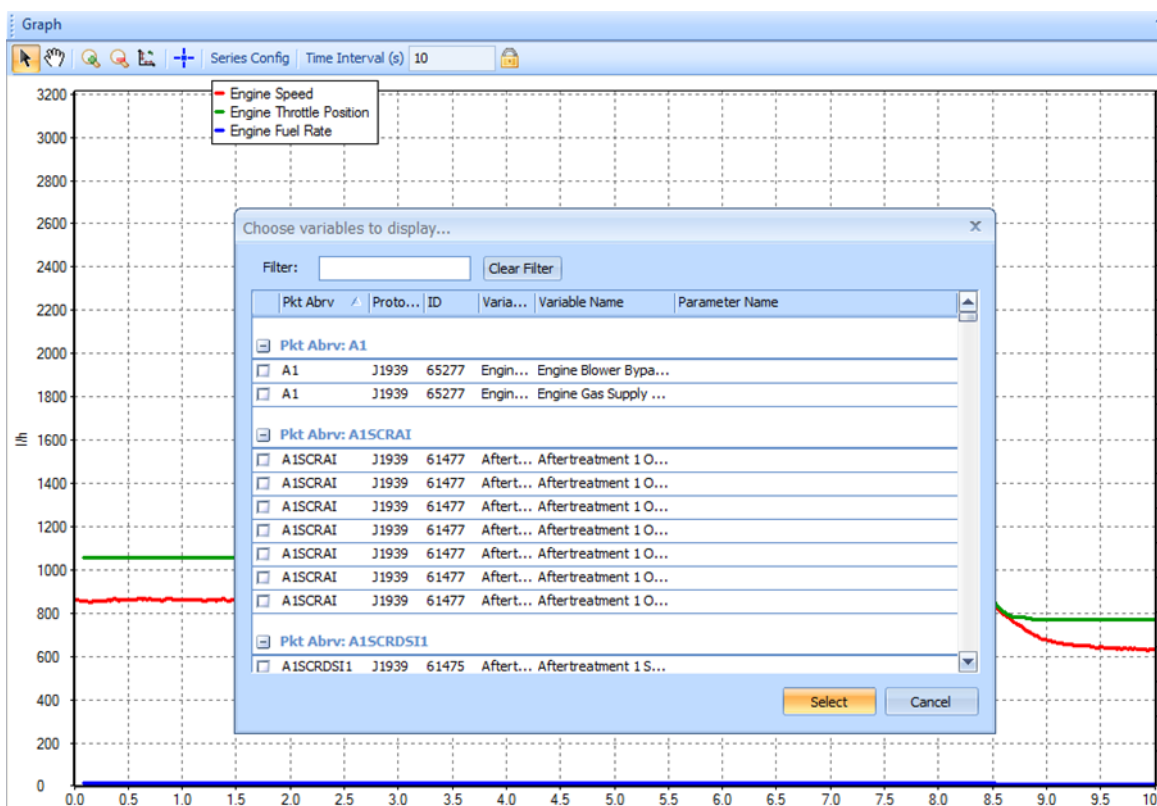 Graph
Series Config Time Interval (s) 10
Engine Speed
Engine Throttle Position
Engine Fuel Rate
3200
3000
2800
2600
2400
2200
2000
1800
1600
1400
1200
1000
800
600
400
200
0
l/h
Choose variables to display...
Filter: Clear Filter
Pkt Abrv Proto... ID Varia... Variable Name Parameter Name
Pkt Abrv: A1
A1 J1939 65277 Engin... Engine Blower Bypa...
A1 J1939 65277 Engin... Engine Gas Supply ...
Pkt Abrv: A1SCRAI
A1SCRAI J1939 61477 Aftert... Aftertreatment 1 O...
A1SCRAI J1939 61477 Aftert... Aftertreatment 1 O...
A1SCRAI J1939 61477 Aftert... Aftertreatment 1 O...
A1SCRAI J1939 61477 Aftert... Aftertreatment 1 O...
A1SCRAI J1939 61477 Aftert... Aftertreatment 1 O...
A1SCRAI J1939 61477 Aftert... Aftertreatment 1 O...
A1SCRAI J1939 61477 Aftert... Aftertreatment 1 O...
Pkt Abrv: A1SCRDSI1
A1SCRDSI1 J1939 61475 Aftert... Aftertreatment 1 S...
Select Cancel
0.0 0.5 1.0 1.5 2.0 2.5 3.0 3.5 4.0 4.5 5.0 5.5 6.0 6.5 7.0 7.5 8.0 8.5 9.0 9.5 10